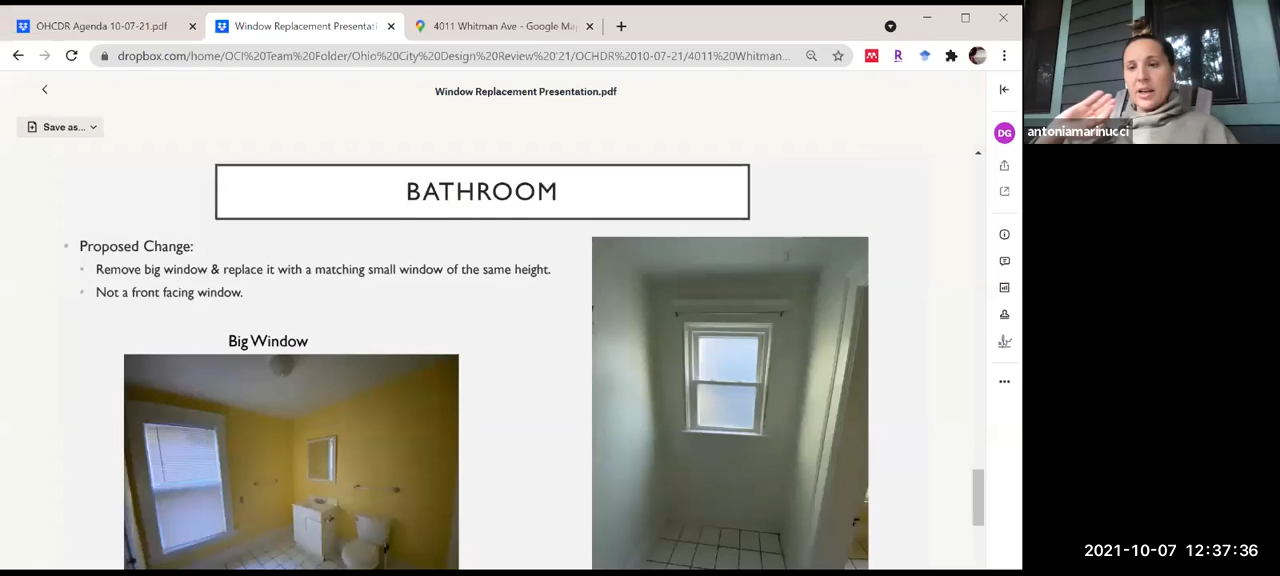 OHCDR Agenda 10-07-21.pdf
Window Replacement Presentati
4011 Whitman Ave - Google Ma
dropbox.com/home/OCI%20Team%20Folder/Ohio%20City%20Design%20Review'21/OCHDR%2010-07-21/4011%20Whitman...
Window Replacement Presentation.pdf
Save as...
DG
antoniamarinucci
BATHROOM
Proposed Change:
Remove big window & replace it with a matching small window of the same height.
Not a front facing window.
Big Window
2021-10-07 12:37:36